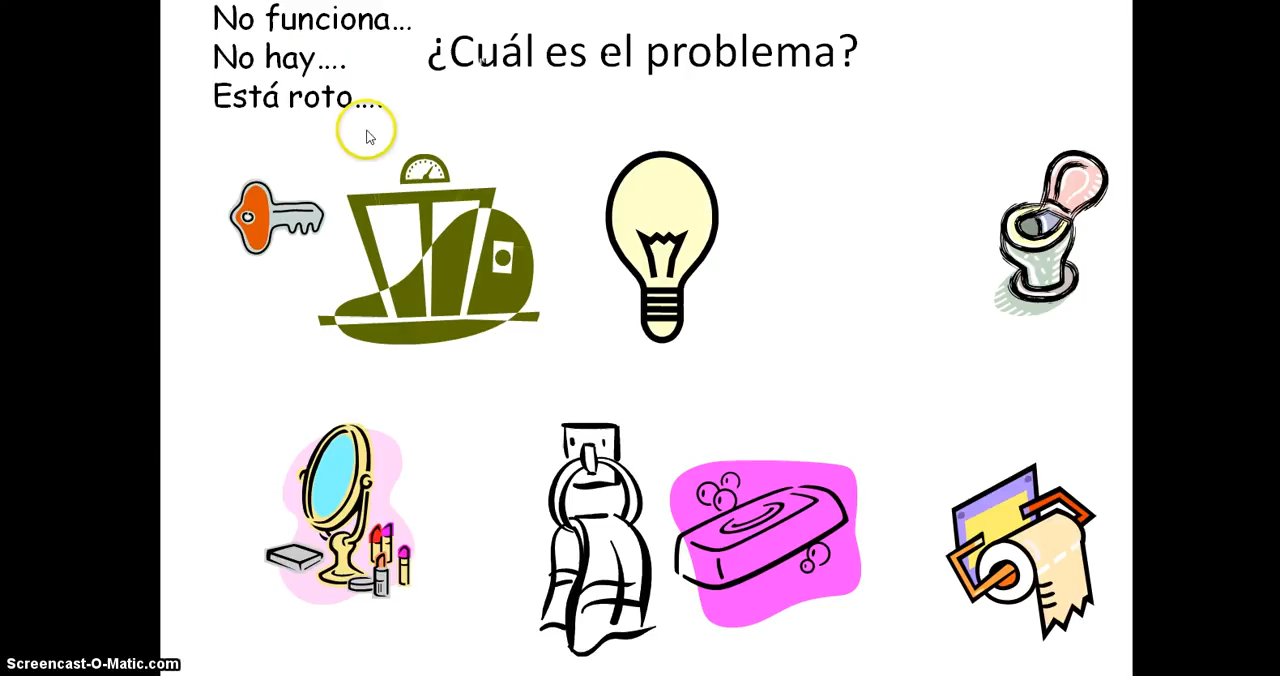 No funciona...
No hay....
Está roto....
¿Cuál es el problema?
Screencast-O-Matic.com